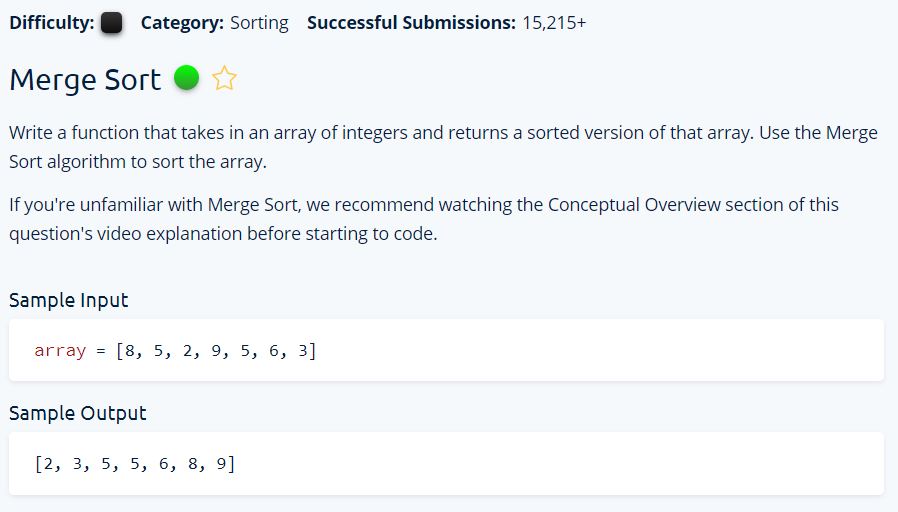 Difficulty: Category: Sorting Successful Submissions: 15,215+
Merge Sort
Write a function that takes in an array of integers and returns a sorted version of that array. Use the Merge
Sort algorithm to sort the array.
If you're unfamiliar with Merge Sort, we recommend watching the Conceptual Overview section of this
question's video explanation before starting to code.
Sample Input
array = [8, 5, 2, 9, 5, 6, 3]
Sample Output
[2, 3, 5, 5, 6, 8, 9]